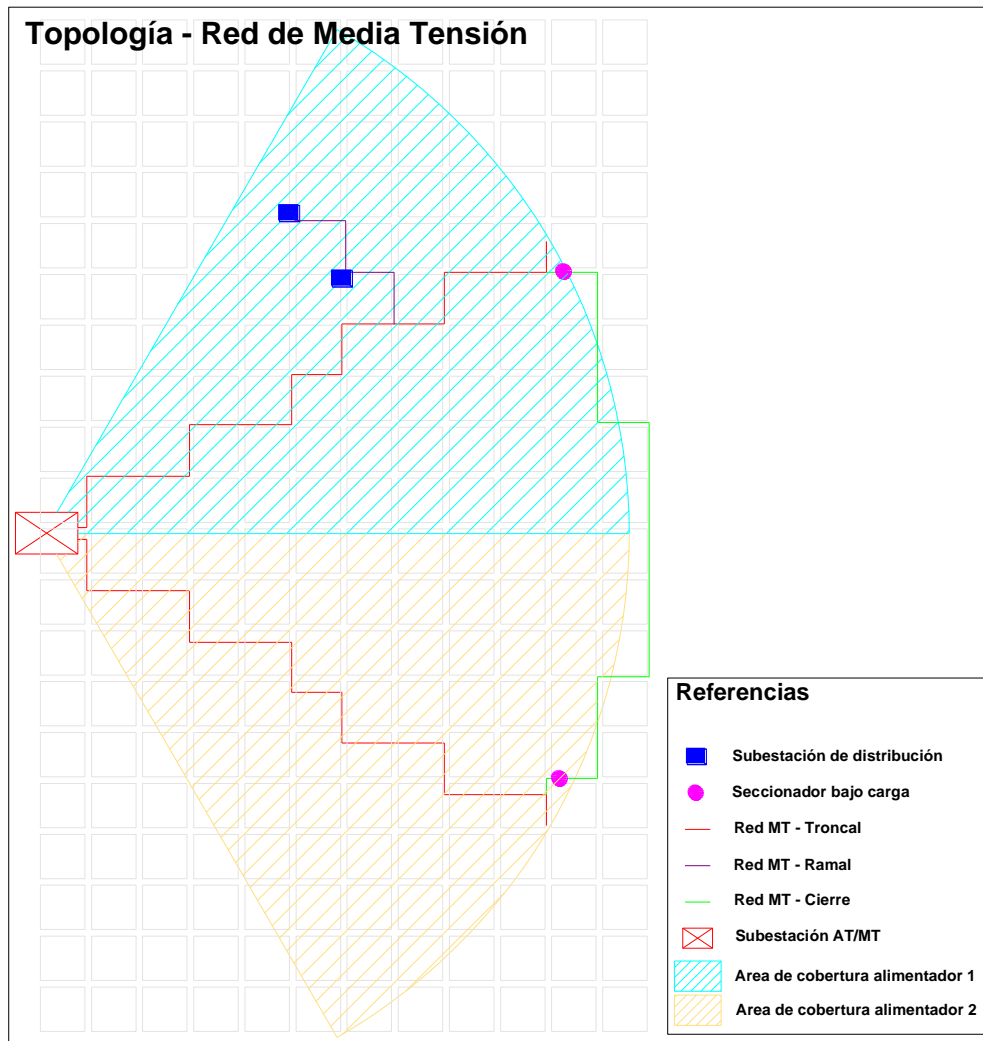 Topología - Red de Media Tensión
Referencias
Subestación de distribución
Seccionador bajo carga
Red MT - Troncal
Red MT - Ramal
Red MT - Cierre
Subestación AT/MT
Area de cobertura alimentador 1
Area de cobertura alimentador 2